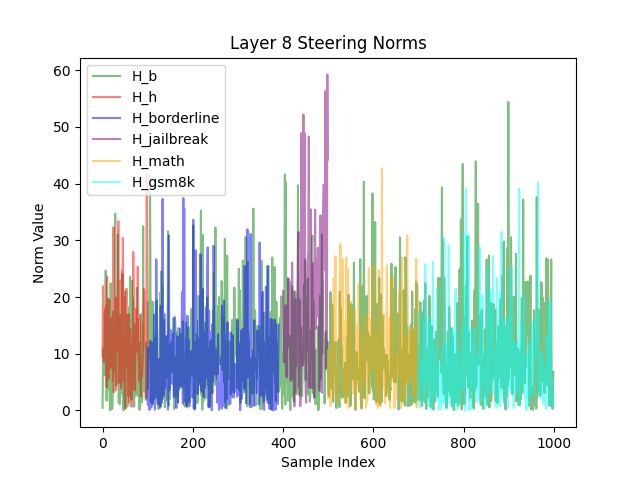 Layer 8 Steering Norms
H_b
H_h
H_borderline
H_jailbreak
H_math
H_gsm8k
Norm Value
60
50
40
30
20
10
0
0 200 400 600 800 1000
Sample Index